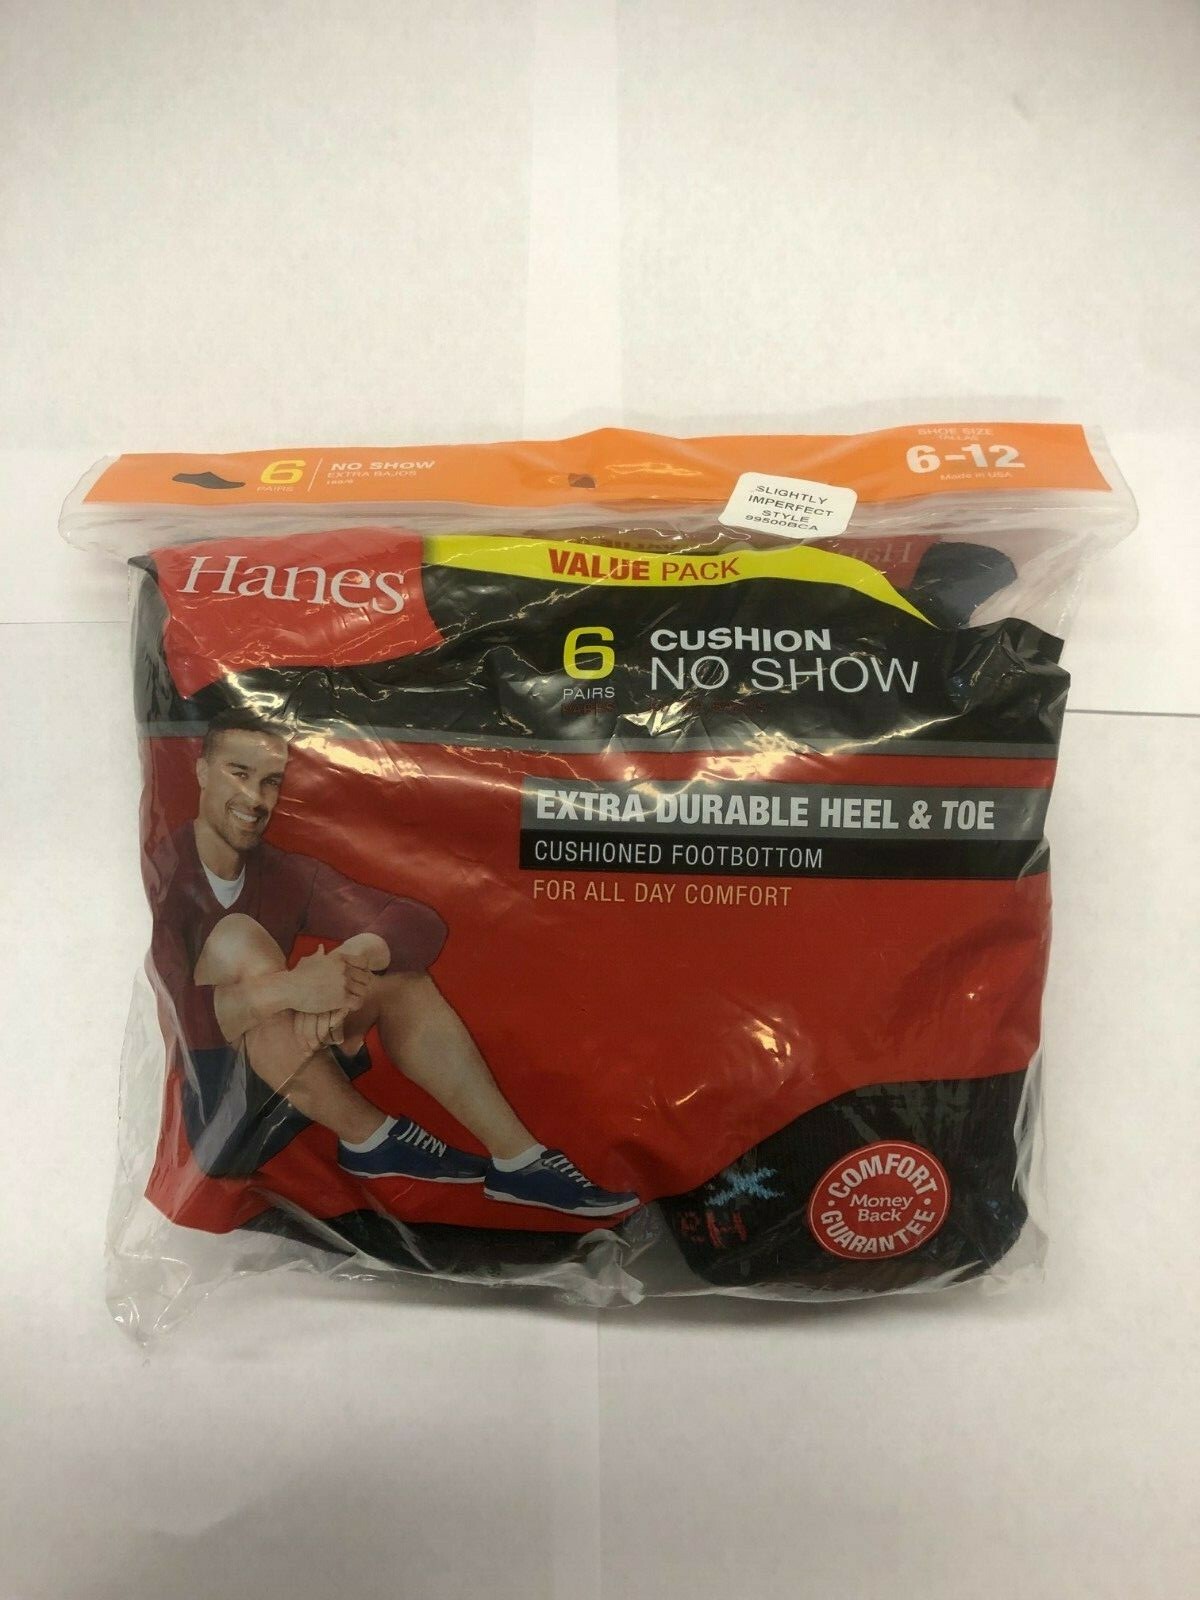 6
PAIRS
NO SHOW
EXTRA BAJOS
SHOE SIZE
TALLAS
6-12
Made in USA
SLIGHTLY
IMPERFECT
STYLE
99500BCA
Hanes
VALUE PACK
6
PAIRS
CUSHION
NO SHOW
EXTRA DURABLE HEEL & TOE
CUSHIONED FOOTBOTTOM
FOR ALL DAY COMFORT
COMFORT
Money
Back
GUARANTEE